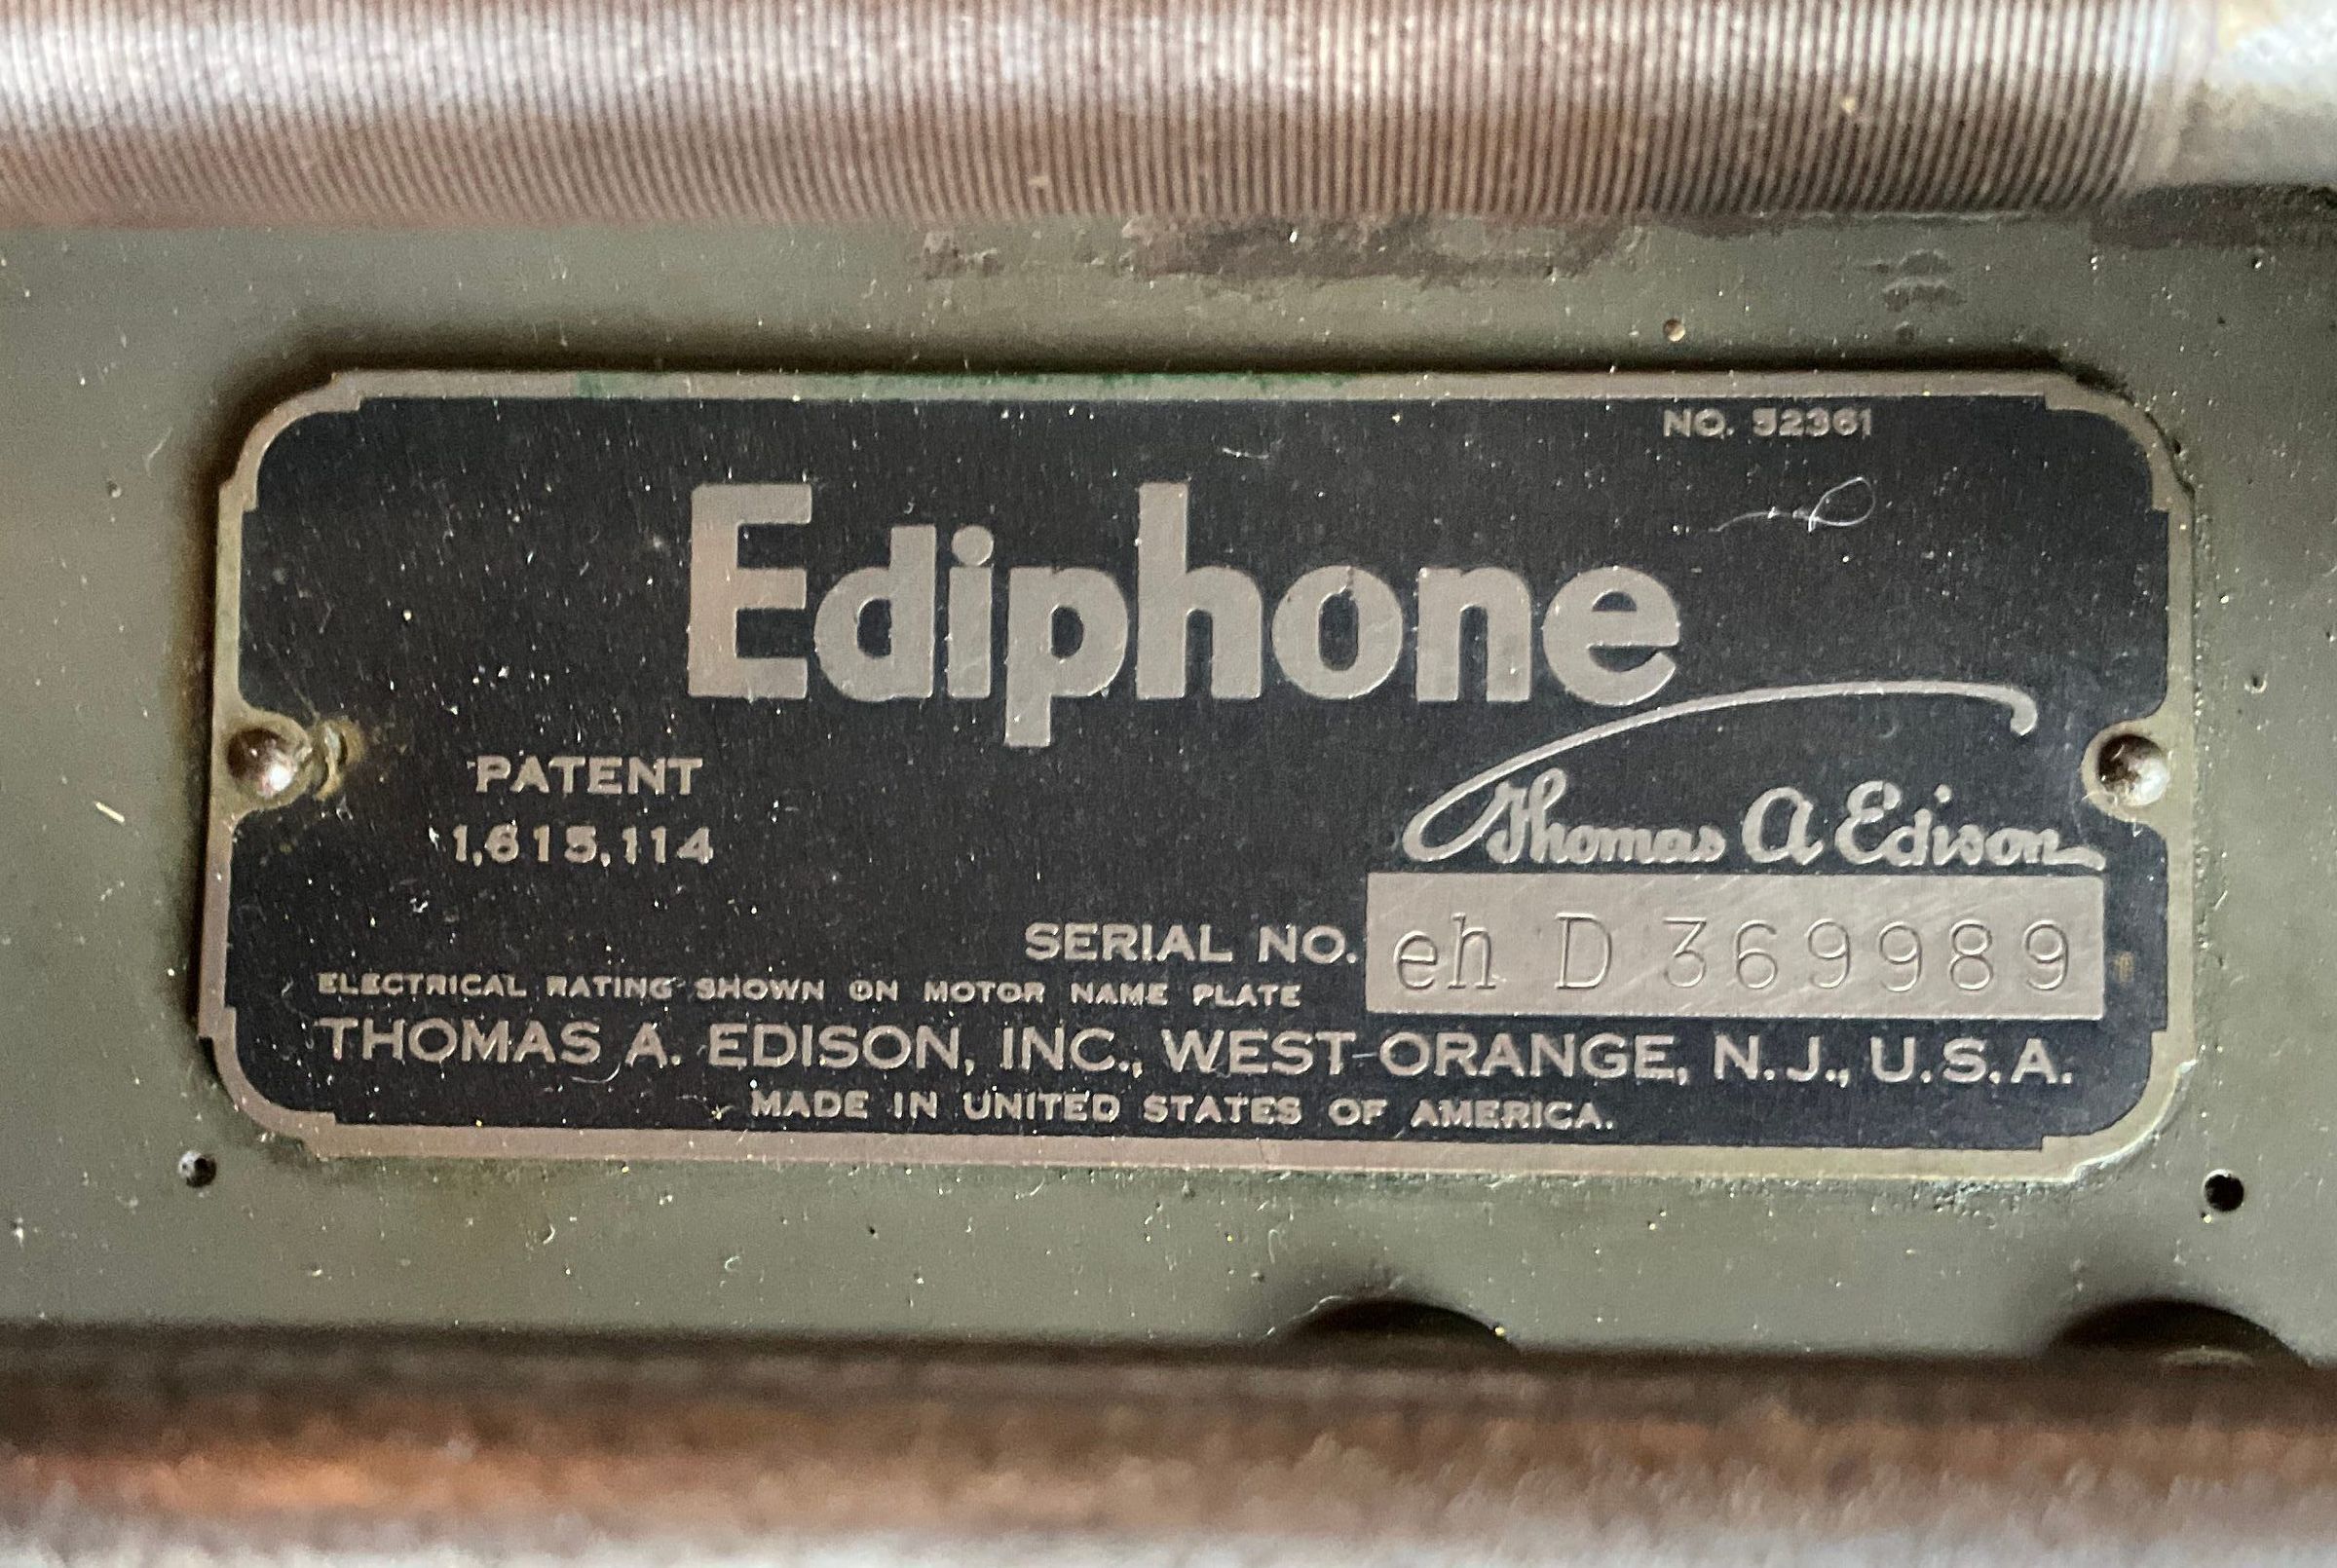 NO. 52361
Ediphone
PATENT
1,615,114
Thomas A Edison
SERIAL NO. eh D 369989
ELECTRICAL RATING SHOWN ON MOTOR NAME PLATE
THOMAS A. EDISON, INC., WEST ORANGE, N.J., U.S.A.
MADE IN UNITED STATES OF AMERICA.